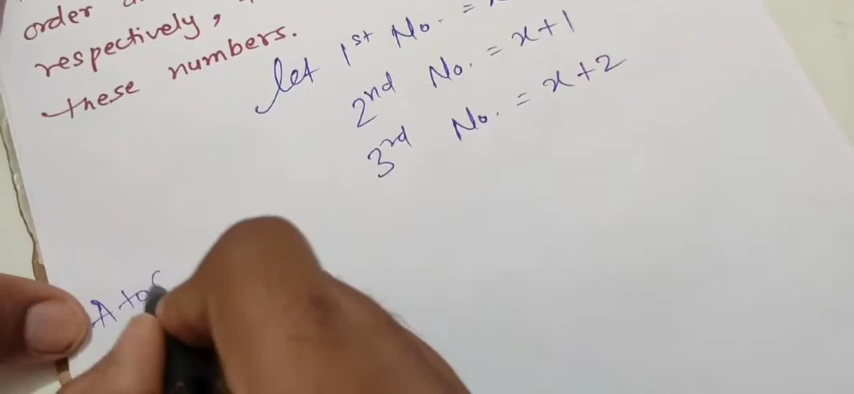 order
respectively,
these numbers.
let 1st No. =
2nd No. = x+1
3rd No. = x+2